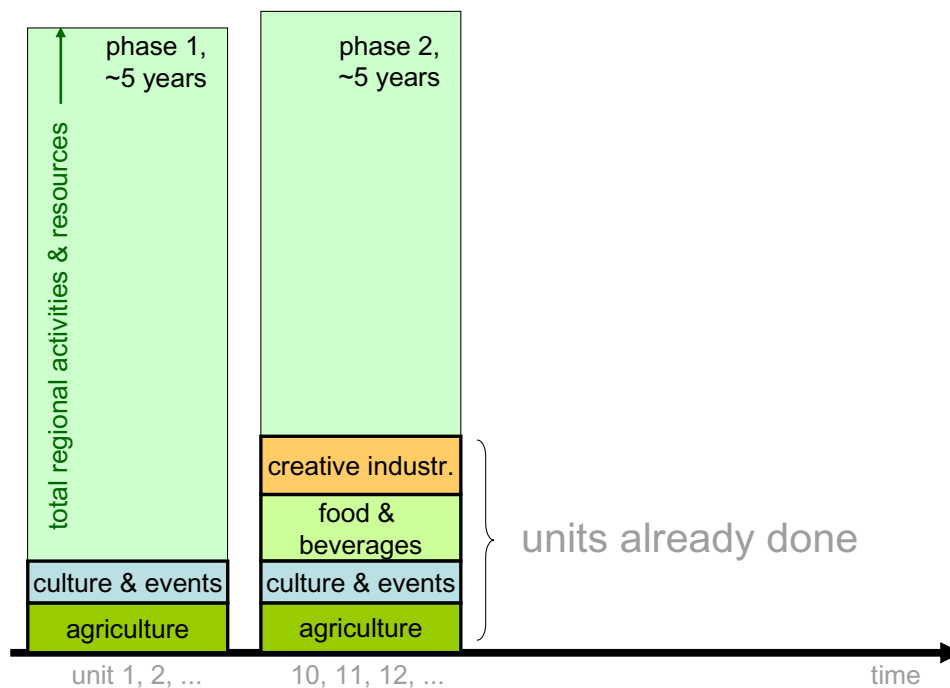 phase 1,
~5 years
total regional activities & resources
culture & events
agriculture
unit 1, 2, ...
phase 2,
~5 years
creative industr.
food &
beverages
culture & events
agriculture
10, 11, 12, ...
units already done
time